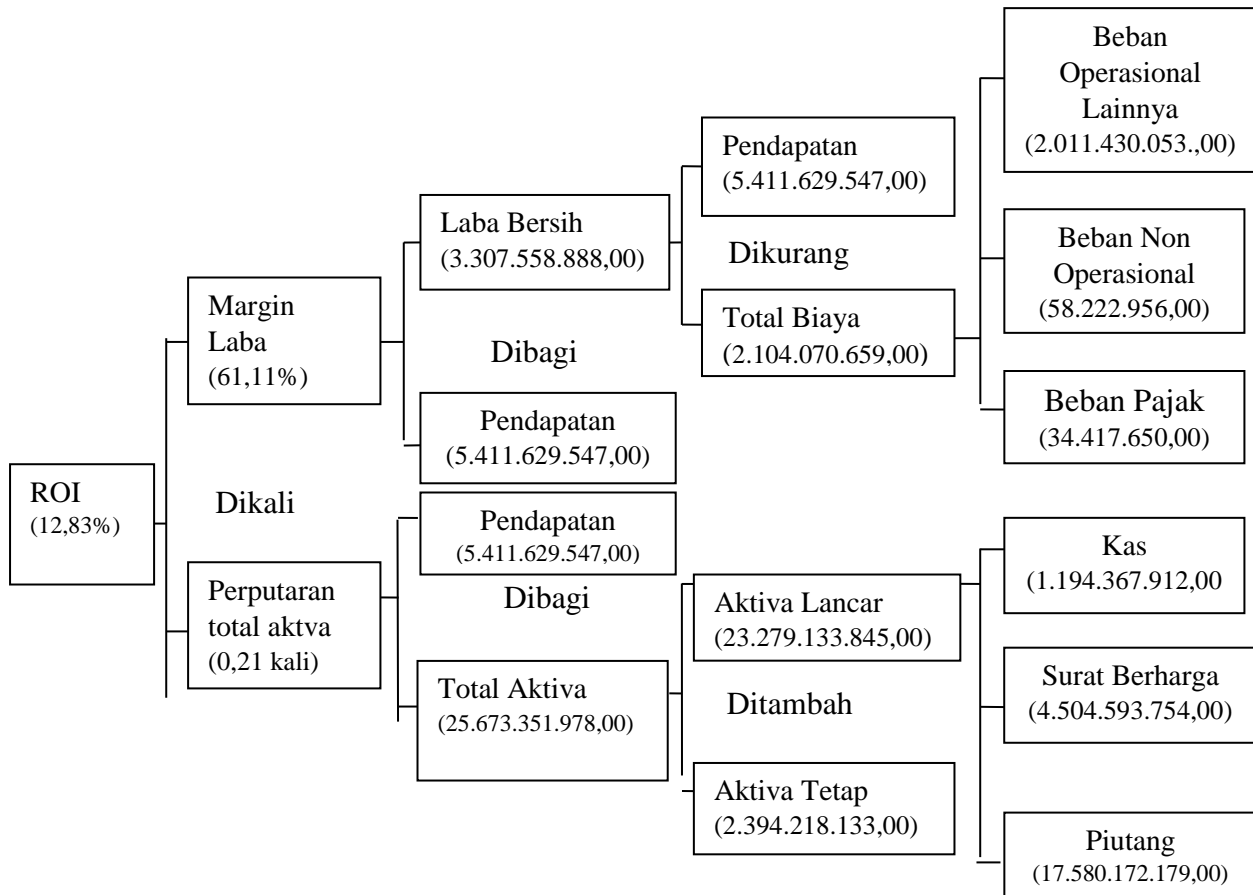 Beban
Operasional
Lainnya
(2.011.430.053.,00)
Pendapatan
(5.411.629.547,00)
Laba Bersih
(3.307.558.888,00)
Dikurang
Beban Non
Operasional
(58.222.956,00)
Margin
Laba
(61,11%)
Total Biaya
(2.104.070.659,00)
Dibagi
Beban Pajak
(34.417.650,00)
Pendapatan
(5.411.629.547,00)
ROI
(12,83%)
Dikali
Pendapatan
(5.411.629.547,00)
Kas
(1.194.367.912,00
Perputaran
total aktva
(0,21 kali)
Dibagi
Aktiva Lancar
(23.279.133.845,00)
Total Aktiva
(25.673.351.978,00)
Ditambah
Surat Berharga
(4.504.593.754,00)
Aktiva Tetap
(2.394.218.133,00)
Piutang
(17.580.172.179,00)